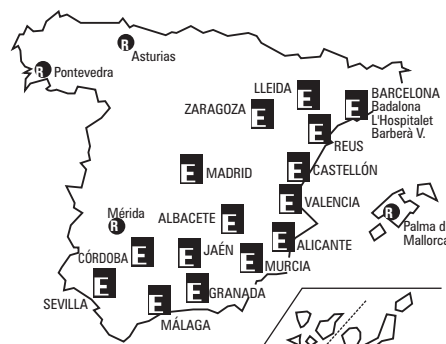 R
Asturias
R Pontevedra
LLEIDA
E
BARCELONA
Badalona
L'Hospitalet
Barberà V.
E
ZARAGOZA
E
E
REUS
E
MADRID
E
CASTELLÓN
E
VALENCIA
Mérida
R
ALBACETE
E
R
Palma d
Mallorca
E
ALICANTE
CÓRDOBA
E
E
JAÉN
E
MURCIA
SEVILLA
E
E
GRANADA
E
MÁLAGA